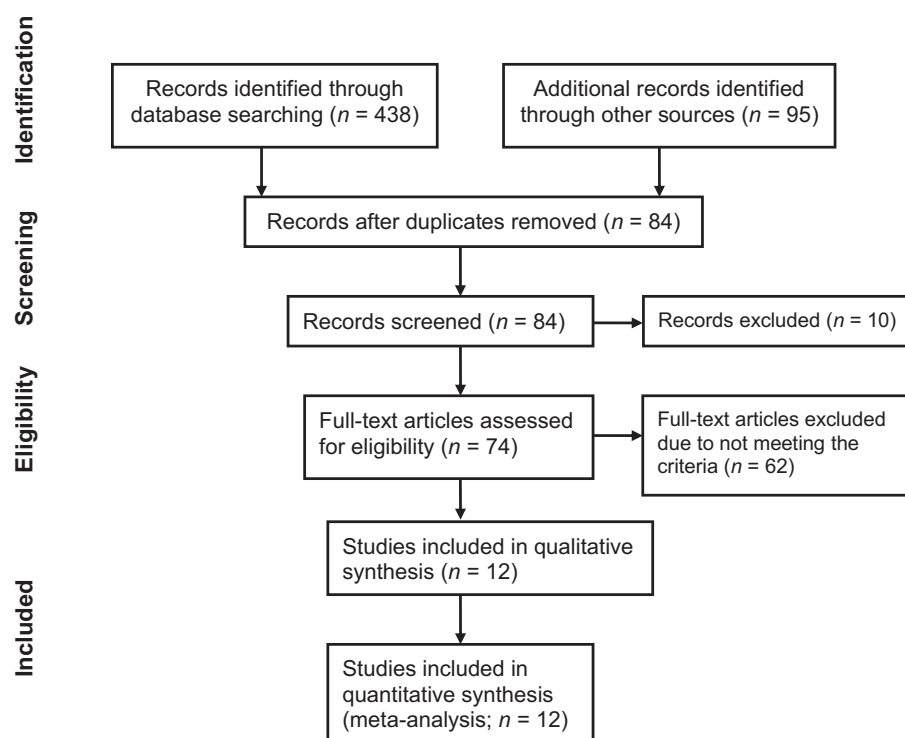 Identification
Records identified through
database searching (n = 438)
Additional records identified
through other sources (n = 95)
Screening
Records after duplicates removed (n = 84)
Records screened (n = 84)
Records excluded (n = 10)
Eligibility
Full-text articles assessed
for eligibility (n = 74)
Full-text articles excluded
due to not meeting the
criteria (n = 62)
Included
Studies included in qualitative
synthesis (n = 12)
Studies included in
quantitative synthesis
(meta-analysis; n = 12)